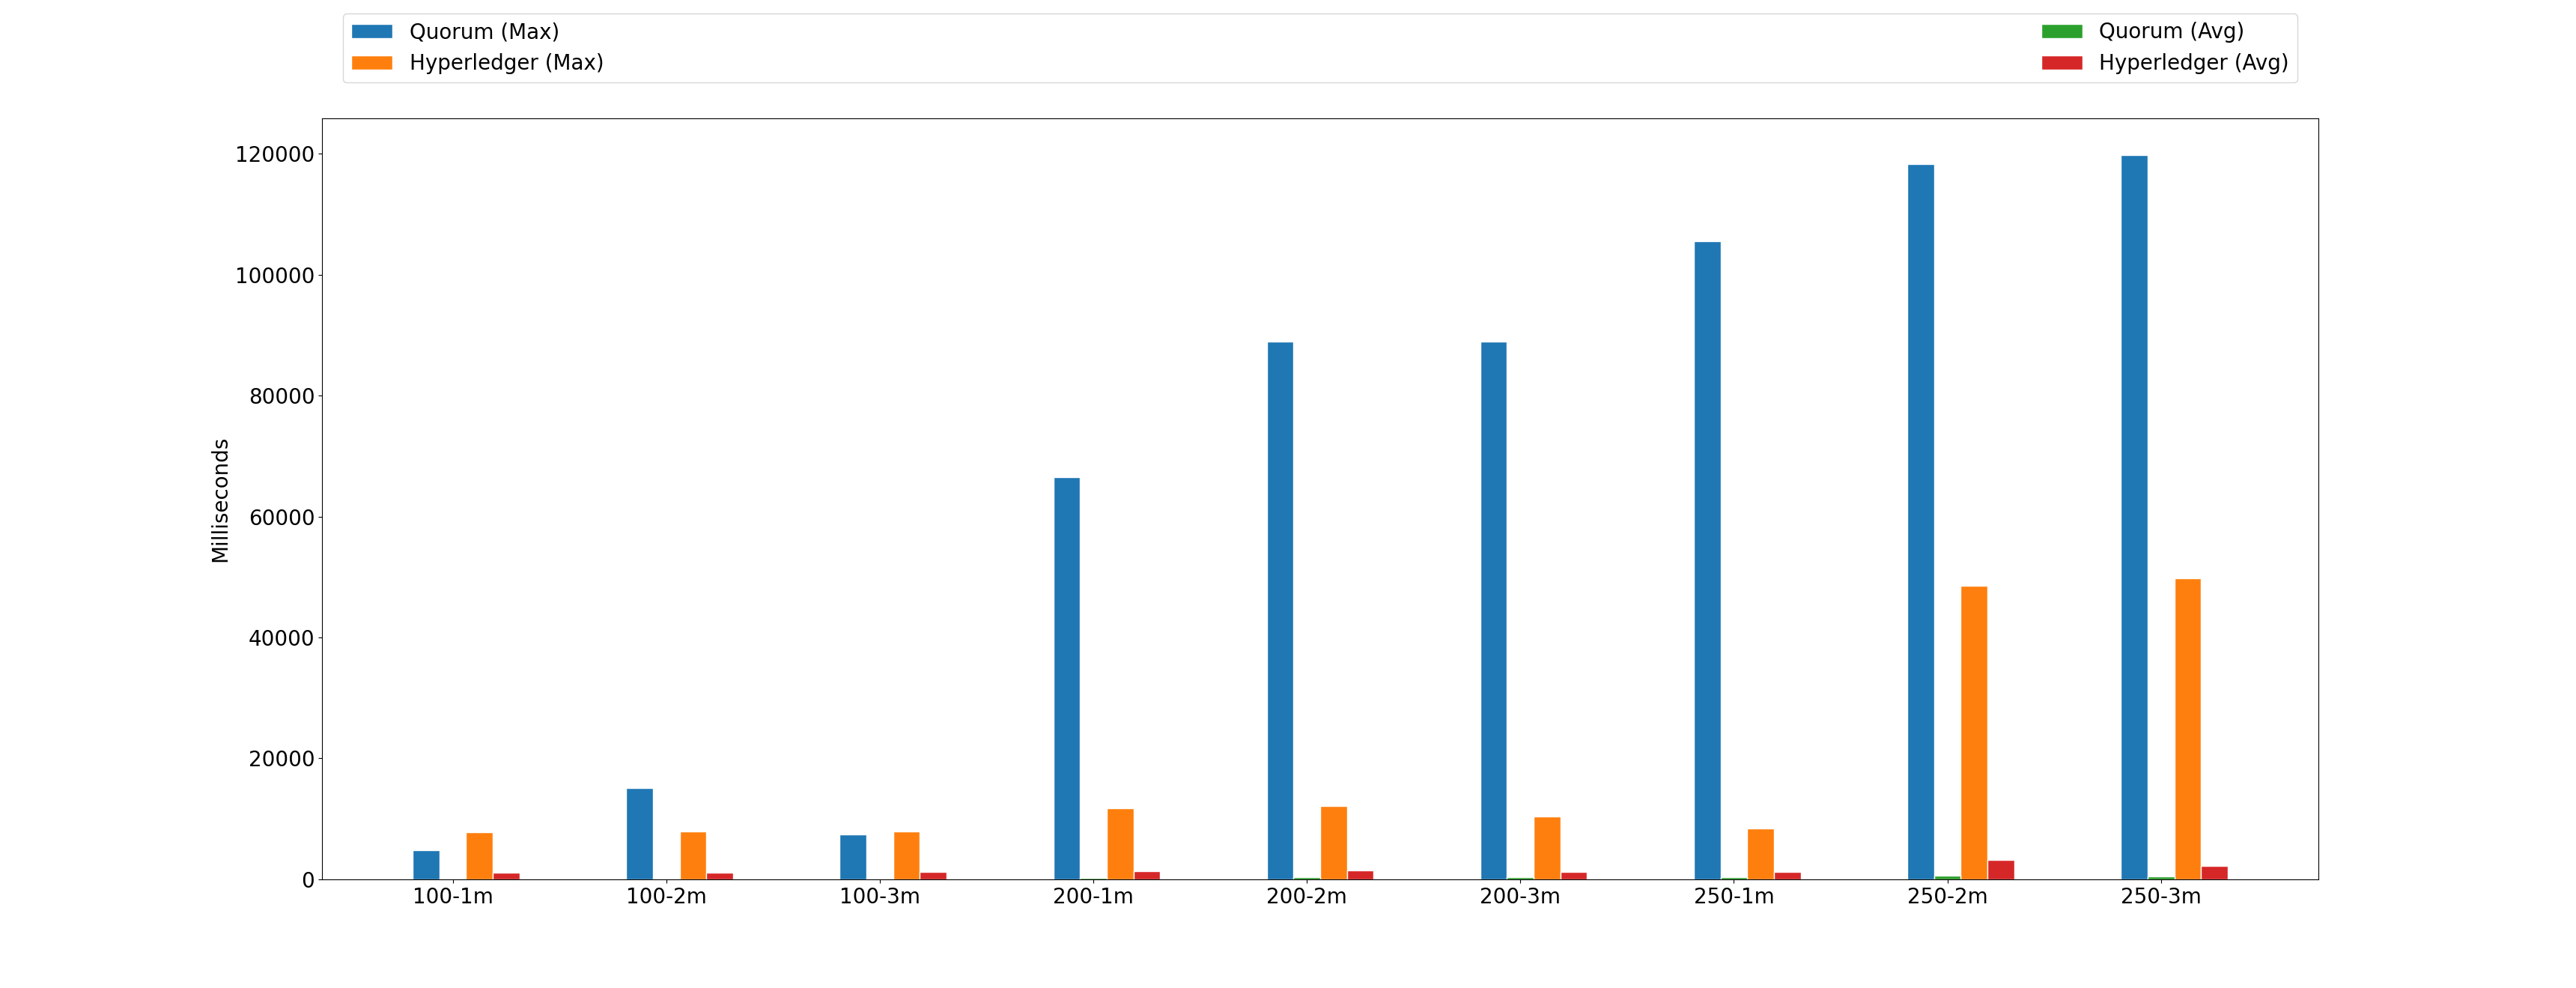 Quorum (Max)
Hyperledger (Max)
Quorum (Avg)
Hyperledger (Avg)
Milliseconds
120000
100000
80000
60000
40000
20000
0
100-1m
100-2m
100-3m
200-1m
200-2m
200-3m
250-1m
250-2m
250-3m